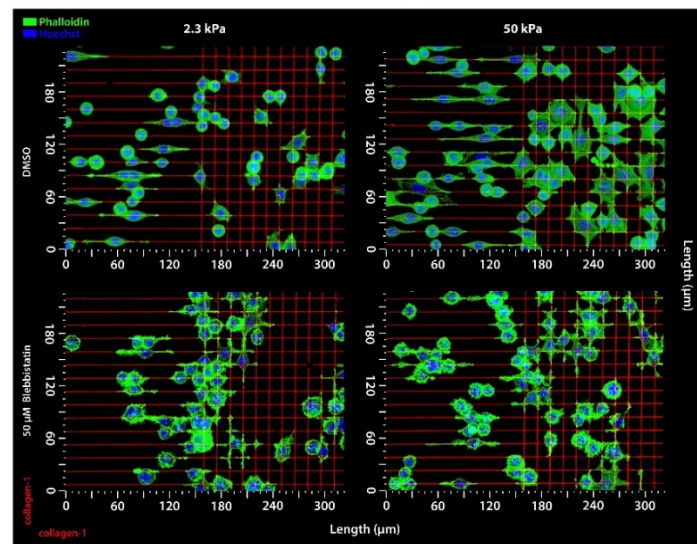 Phalloidin
Hoechst
2.3 kPa
50 kPa
DMSO
180
120
60
0
0 60 120 180 240 300
180
120
60
0
0 60 120 180 240 300
Length (µm)
50 µM Blebbistatin
180
120
60
0
0 60 120 180 240 300
180
120
60
0
0 60 120 180 240 300
collagen-1
collagen-1
Length (µm)